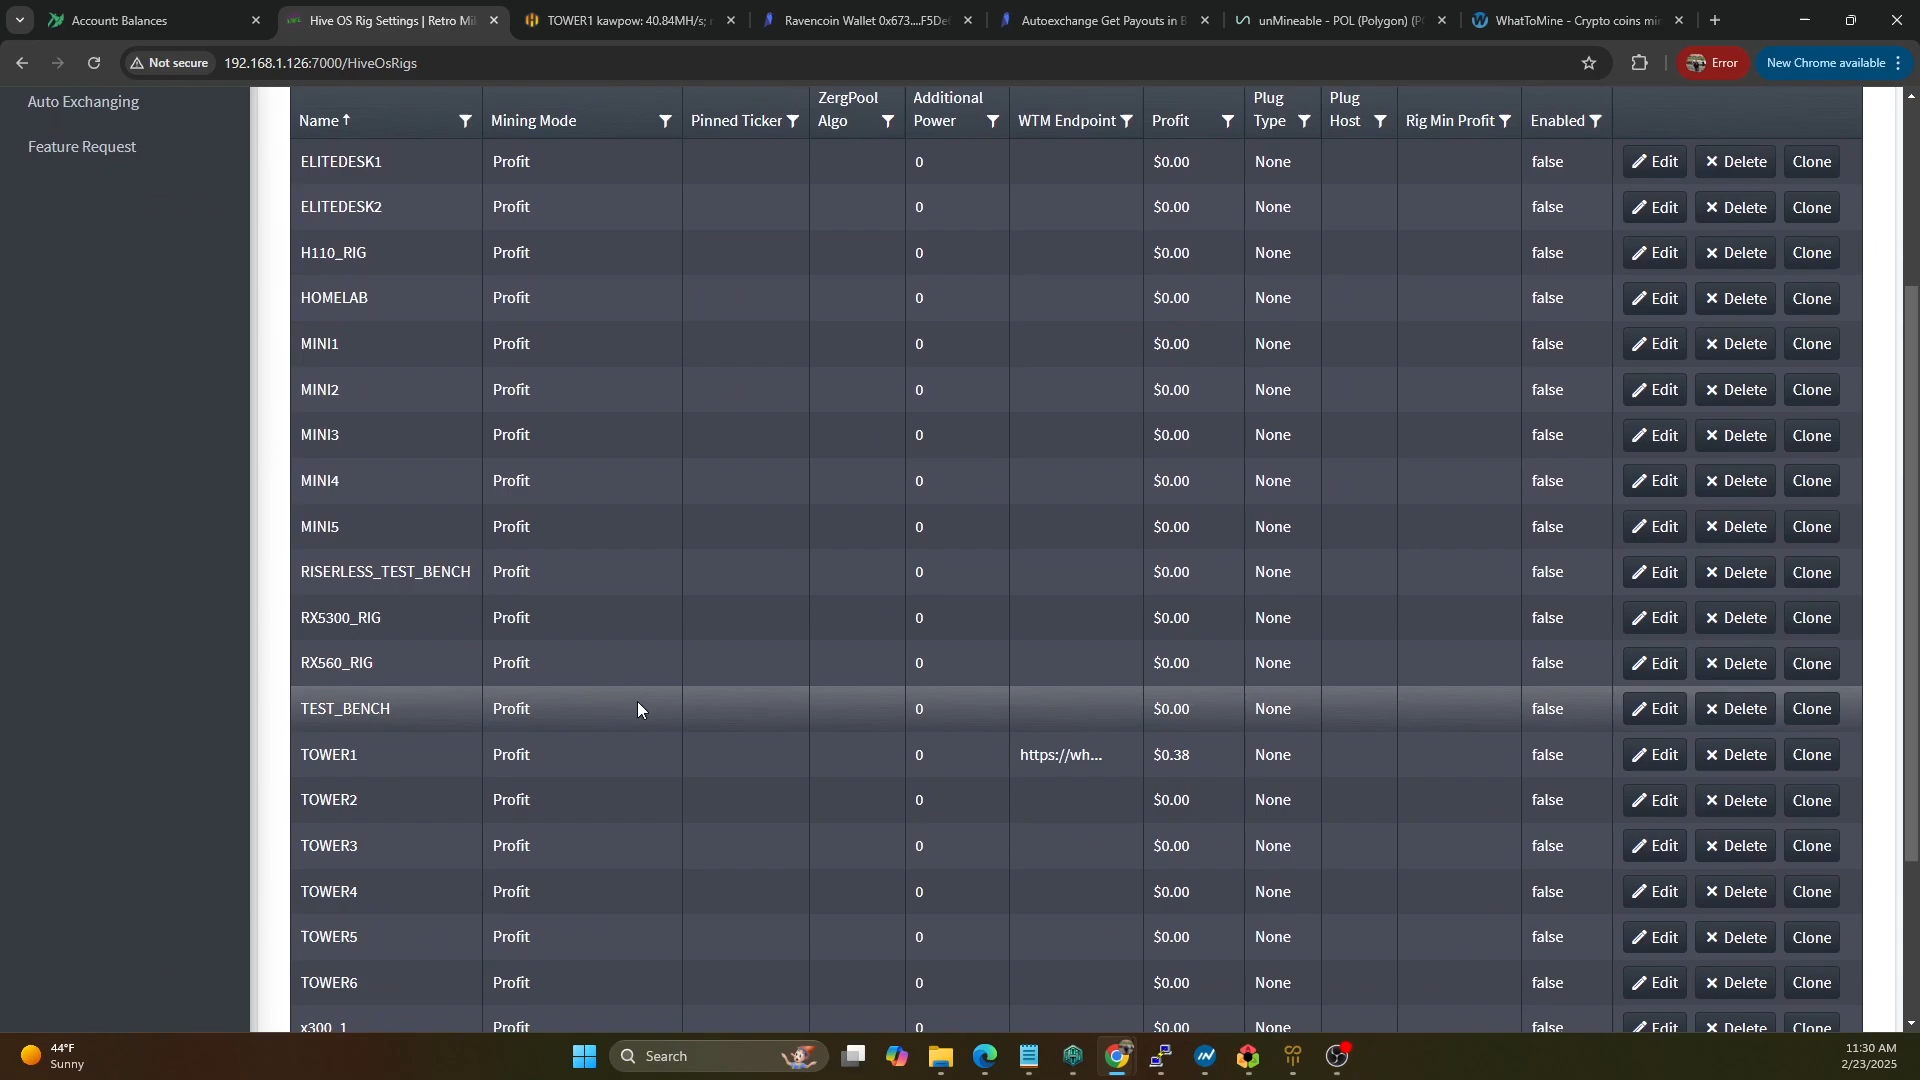 Account: Balances
Hive OS Rig Settings | Retro Mi
TOWER1 kawpow: 40.84MH/s;
Ravencoin Wallet 0x673....F5De
Autoexchange Get Payouts in B
unMineable - POL (Polygon) (P
WhatToMine - Crypto coins mi
Not secure
192.168.1.126:7000/HiveOsRigs
Error
New Chrome available
Auto Exchanging
Feature Request
Name
Mining Mode
Pinned Ticker
ZergPool Algo
Additional Power
WTM Endpoint
Profit
Plug Type
Plug Host
Rig Min Profit
Enabled
ELITEDESK1 Profit 0 $0.00 None false Edit Delete Clone
ELITEDESK2 Profit 0 $0.00 None false Edit Delete Clone
H110_RIG Profit 0 $0.00 None false Edit Delete Clone
HOMELAB Profit 0 $0.00 None false Edit Delete Clone
MINI1 Profit 0 $0.00 None false Edit Delete Clone
MINI2 Profit 0 $0.00 None false Edit Delete Clone
MINI3 Profit 0 $0.00 None false Edit Delete Clone
MINI4 Profit 0 $0.00 None false Edit Delete Clone
MINI5 Profit 0 $0.00 None false Edit Delete Clone
RISERLESS_TEST_BENCH Profit 0 $0.00 None false Edit Delete Clone
RX5300_RIG Profit 0 $0.00 None false Edit Delete Clone
RX560_RIG Profit 0 $0.00 None false Edit Delete Clone
TEST_BENCH Profit 0 $0.00 None false Edit Delete Clone
TOWER1 Profit 0 https://wh... $0.38 None false Edit Delete Clone
TOWER2 Profit 0 $0.00 None false Edit Delete Clone
TOWER3 Profit 0 $0.00 None false Edit Delete Clone
TOWER4 Profit 0 $0.00 None false Edit Delete Clone
TOWER5 Profit 0 $0.00 None false Edit Delete Clone
TOWER6 Profit 0 $0.00 None false Edit Delete Clone
x300_1 Profit 0 $0.00 None false Edit Delete Clone
44°F
Sunny
Search
11:30 AM
2/23/2025